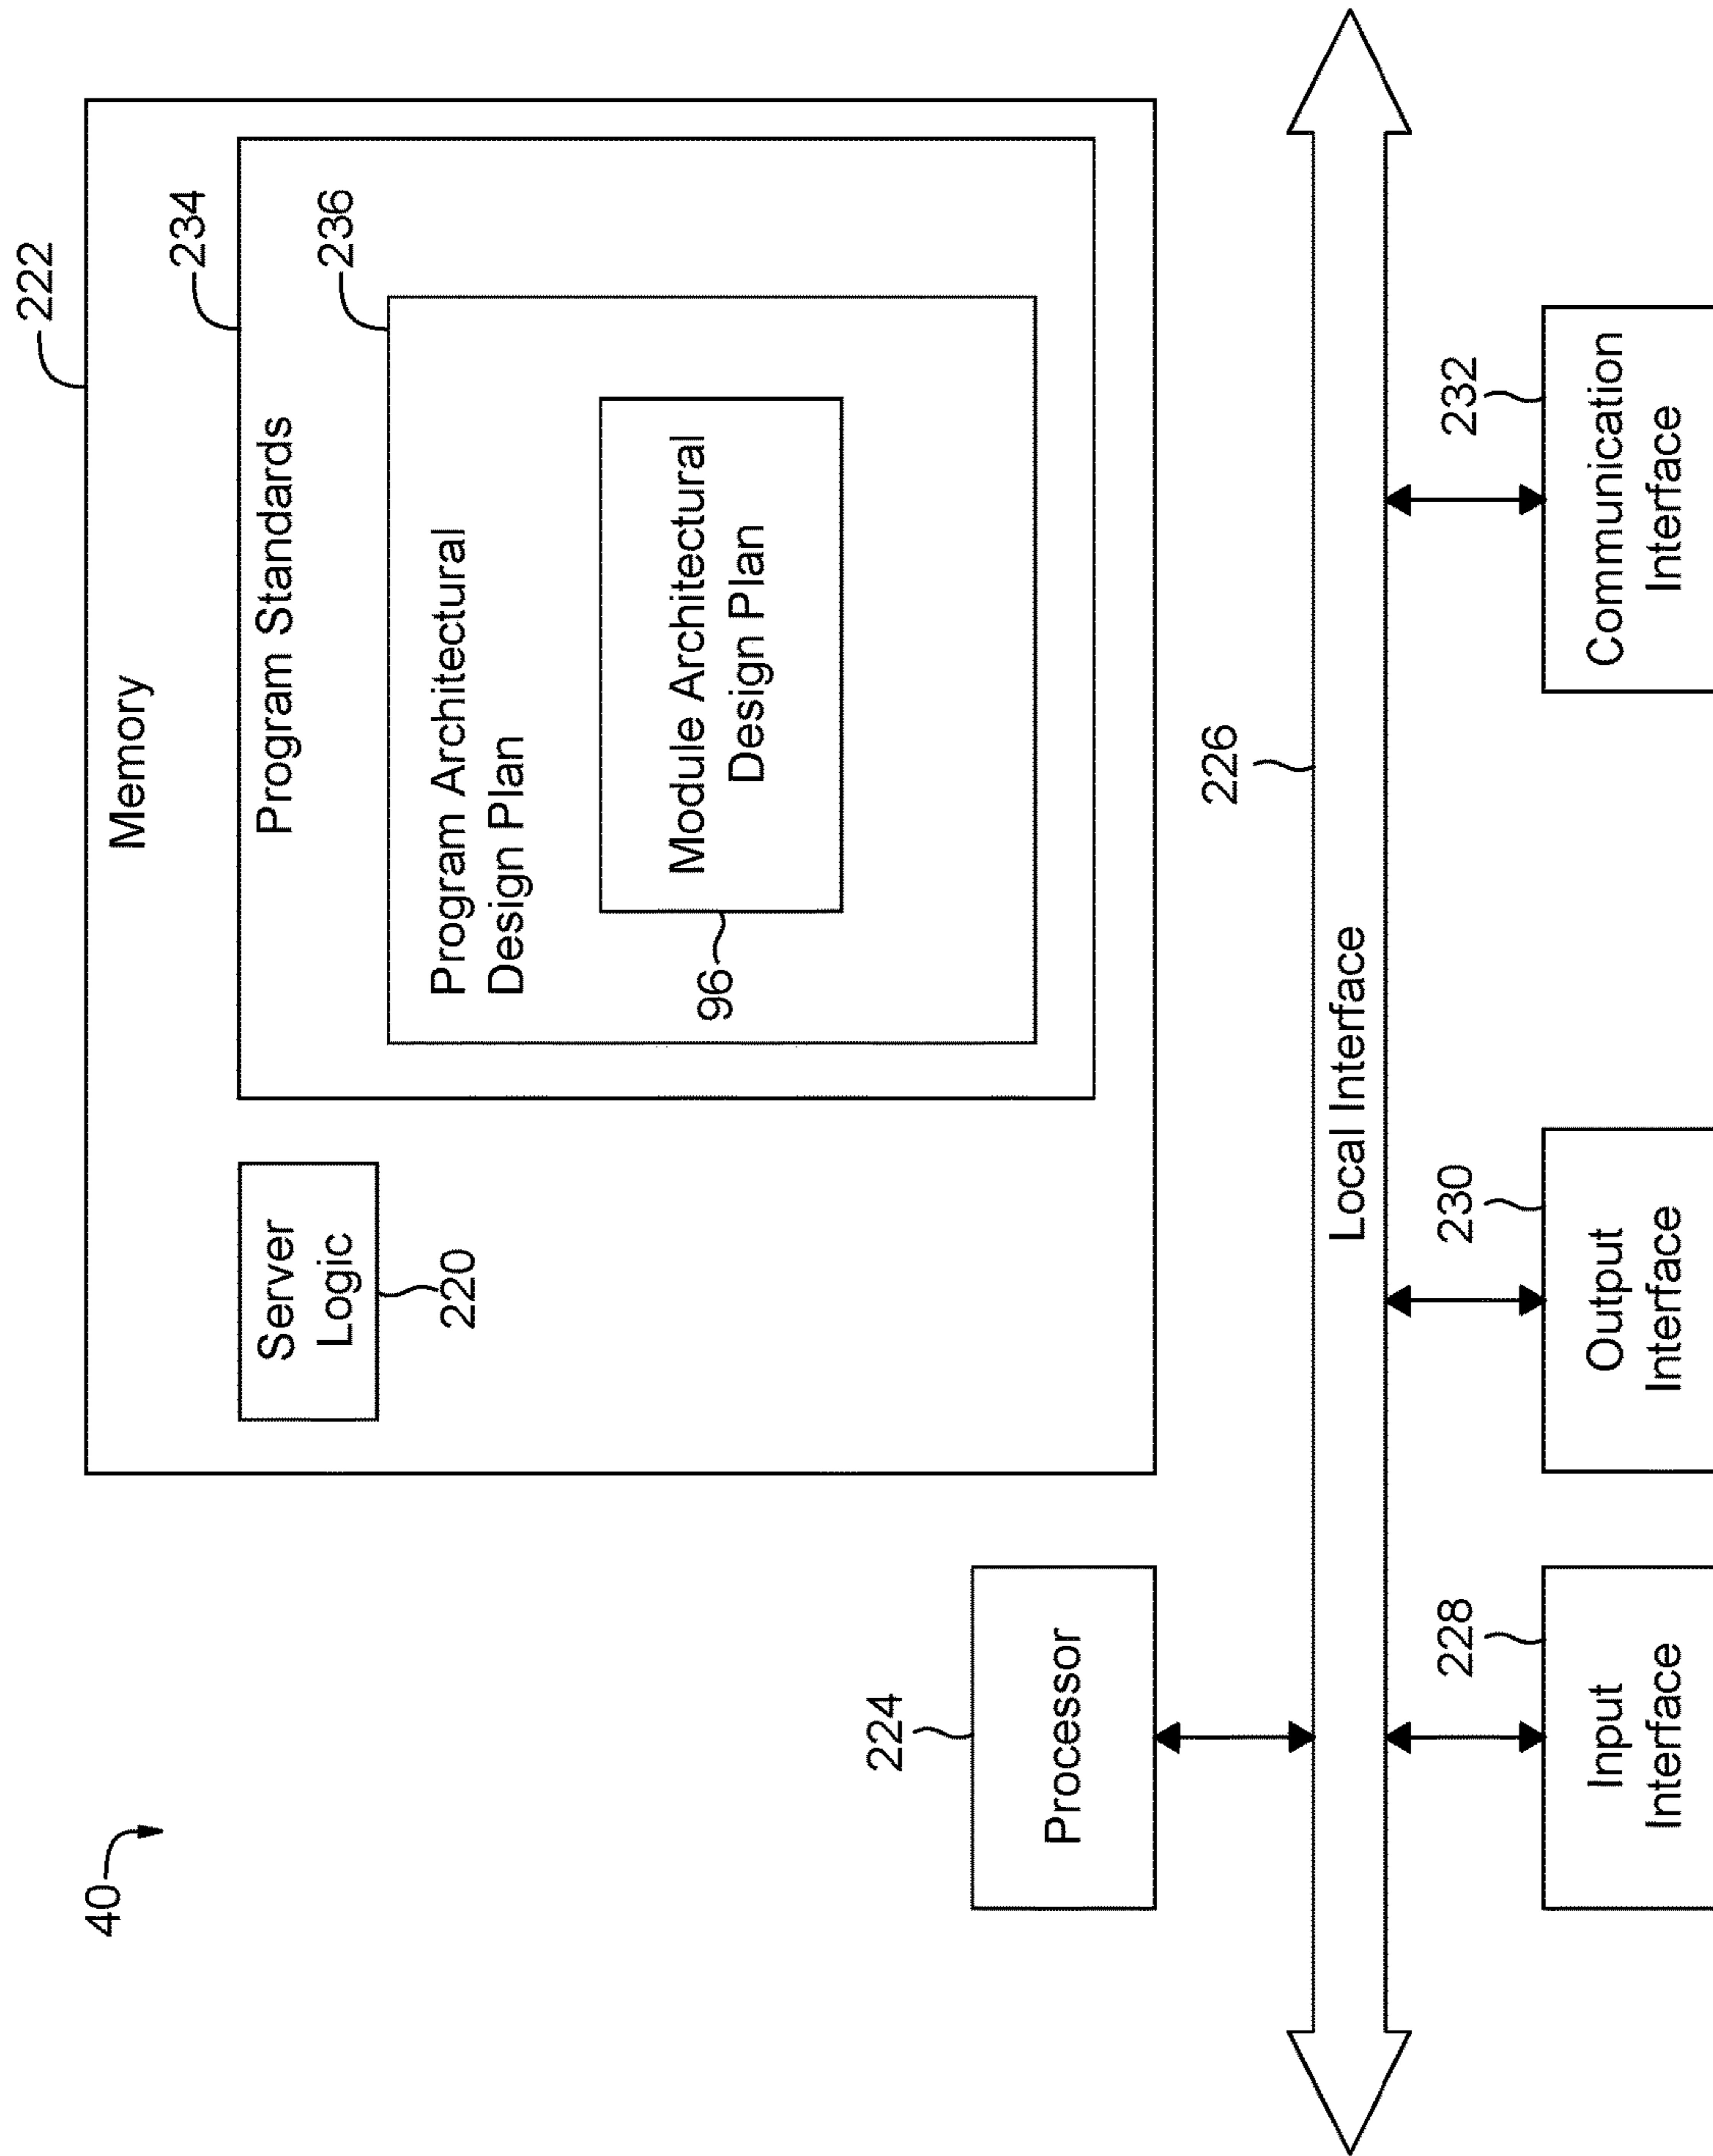 40
222
Memory
234
Program Standards
236
Program Architectural
Design Plan
Module Architectural
Design Plan
96
Server
Logic
220
224
Processor
226
Local Interface
228
Input
Interface
230
Output
Interface
232
Communication
Interface